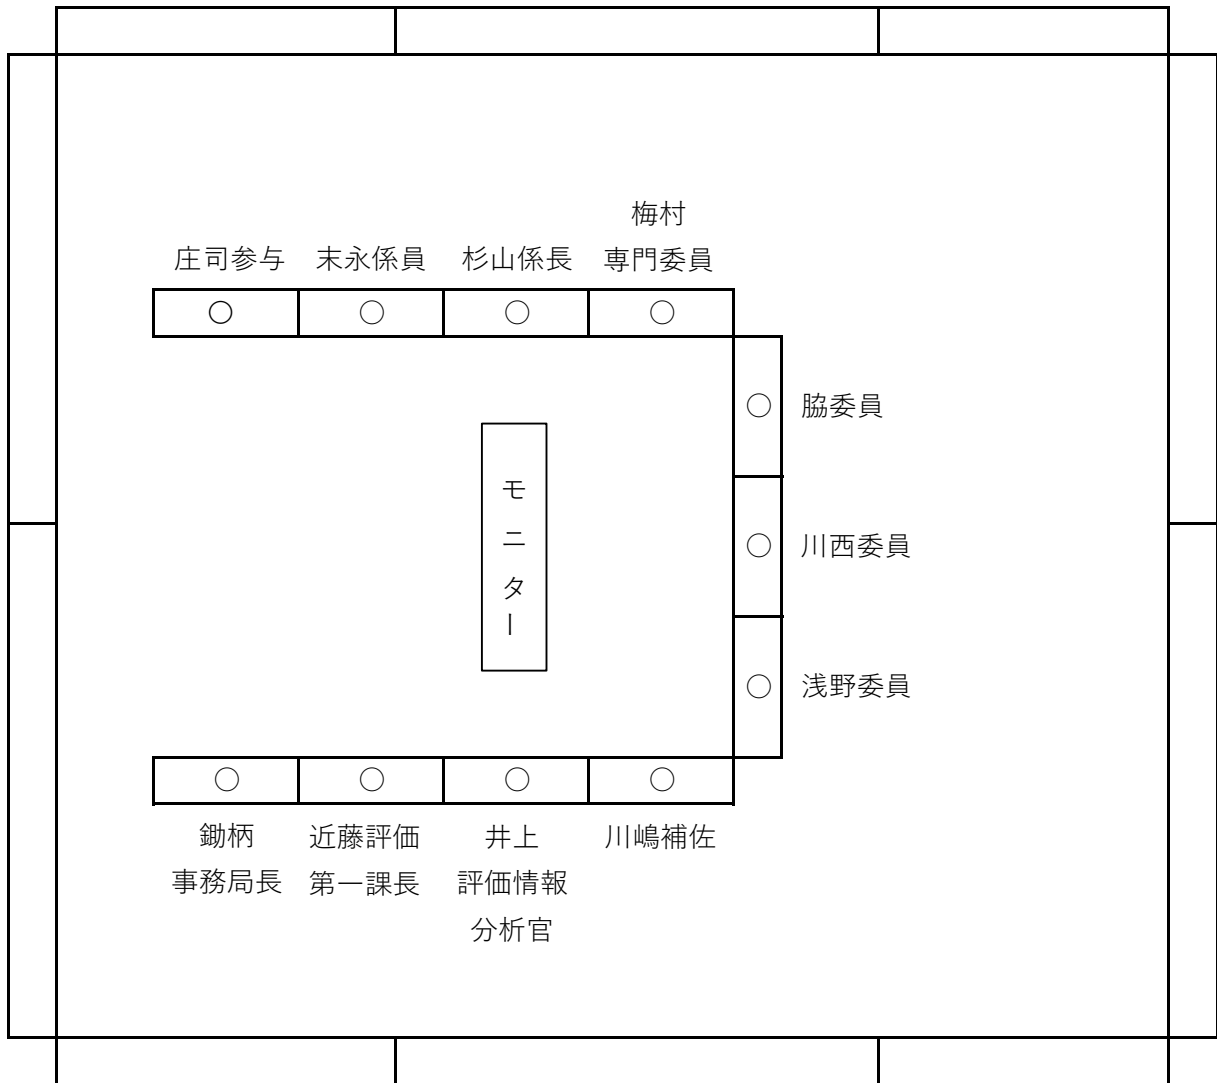 梅村
庄司参与 末永係員 杉山係長 専門委員
○ ○ ○ ○
○ 脇委員
モニター
○ 川西委員
○ 浅野委員
○ ○ ○ ○
鋤柄 近藤評価 井上 川嶋補佐
事務局長 第一課長 評価情報
分析官